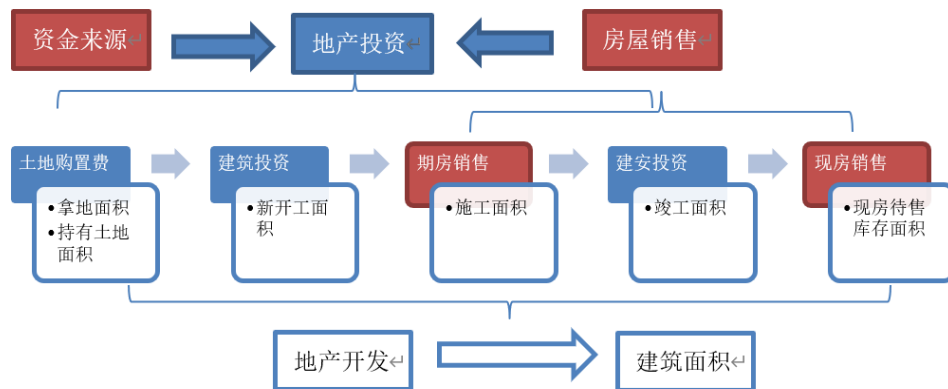 资金来源
地产投资
房屋销售
土地购置费
建筑投资
期房销售
建安投资
现房销售
•拿地面积
•持有土地
面积
•新开工面
积
•施工面积
•竣工面积
•现房待售
库存面积
地产开发
建筑面积